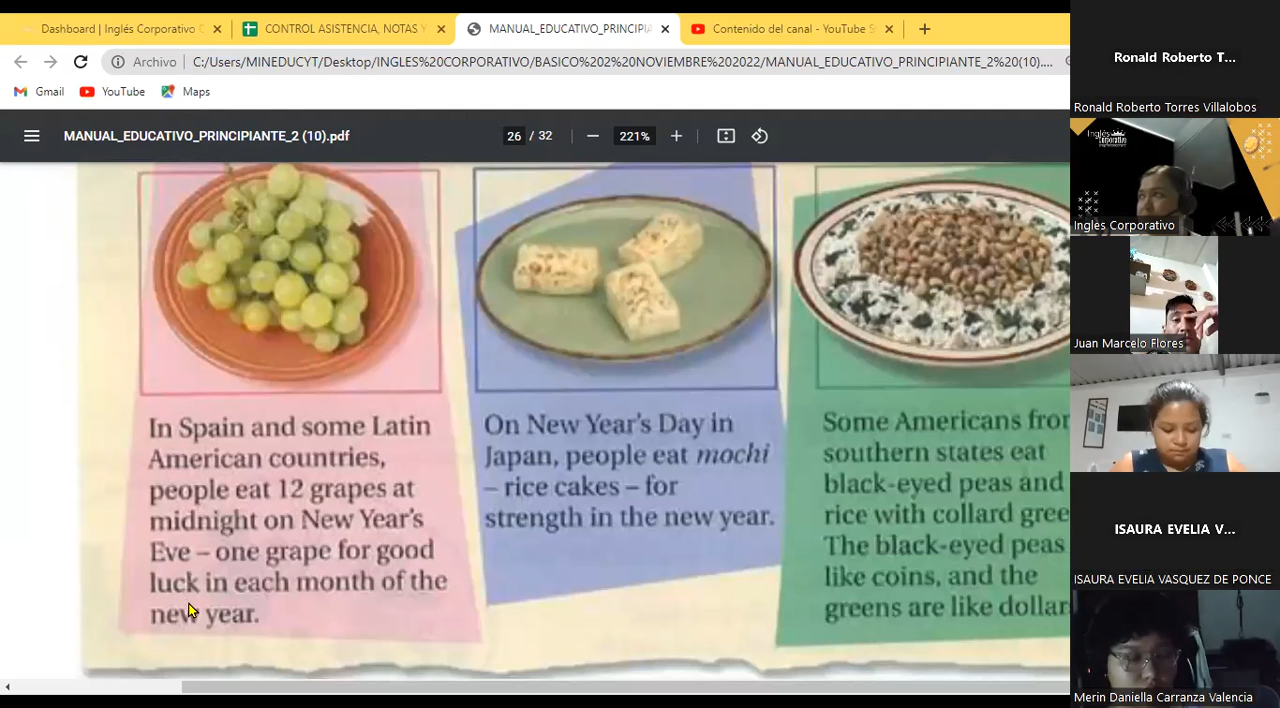 Dashboard | Inglés Corporativo
CONTROL ASISTENCIA, NOTAS Y
MANUAL_EDUCATIVO_PRINCIPIA
Contenido del canal - YouTube S
Archivo
C:/Users/MINEDUCYT/Desktop/INGLES%20CORPORATIVO/BASICO%202%20NOVIEMBRE%202022/MANUAL_EDUCATIVO_PRINCIPIANTE_2%20(10)....
Gmail
YouTube
Maps
MANUAL_EDUCATIVO_PRINCIPIANTE_2 (10).pdf
26 / 32
221%
In Spain and some Latin
American countries,
people eat 12 grapes at
midnight on New Year's
Eve – one grape for good
luck in each month of the
new year.
On New Year's Day in
Japan, people eat mochi
– rice cakes – for
strength in the new year.
Some Americans fro
southern states eat
black-eyed peas and
rice with collard gree
The black-eyed peas
like coins, and the
greens are like dollar
Ronald Roberto T...
Ronald Roberto Torres Villalobos
Inglés
Corporativo
Ingles Corporativo
Juan Marcelo Flores
ISAURA EVELIA V...
ISAURA EVELIA VASQUEZ DE PONCE
Merin Daniella Carranza Valencia